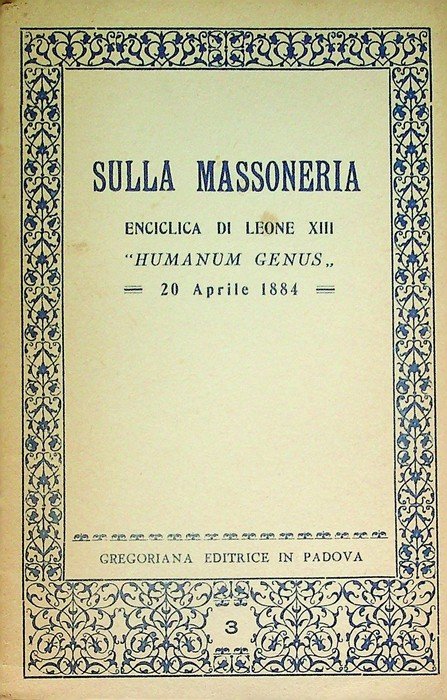 SULLA MASSONERIA
ENCICLICA DI LEONE XIII
“HUMANUM GENUS„
20 Aprile 1884
GREGORIANA EDITRICE IN PADOVA
3